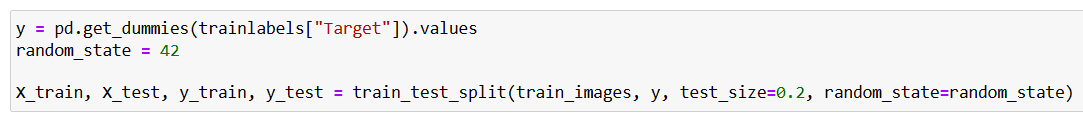 y = pd.get_dummies(trainlabels["Target"]).values
random_state = 42
X_train, X_test, y_train, y_test = train_test_split(train_images, y, test_size=0.2, random_state=random_state)